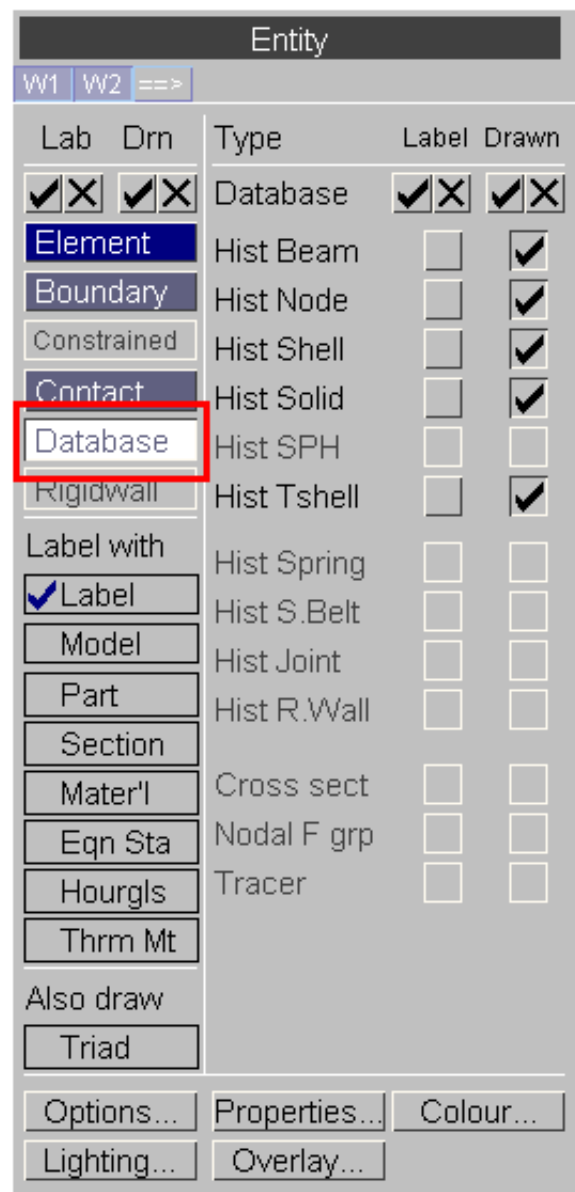 Entity
W1 W2 ==>
Lab Drn Type Label Drawn
Database
Element Hist Beam
Boundary Hist Node
Constrained Hist Shell
Contact Hist Solid
Database Hist SPH
Rigidwall Hist Tshell
Label with Hist Spring
Label Hist S.Belt
Model Hist Joint
Part Hist R.Wall
Section
Mater'l Cross sect
Eqn Sta Nodal F grp
Hourgls Tracer
Thrm Mt
Also draw
Triad
Options... Properties... Colour...
Lighting... Overlay...